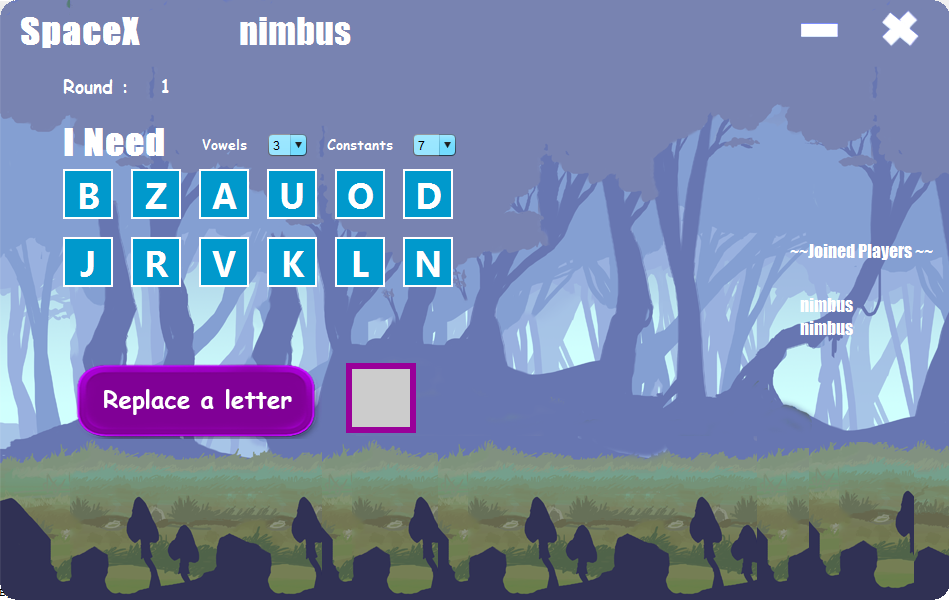 SpaceX nimbus
Round : 1
I Need Vowels 3 Constants 7
B Z A U O D
J R V K L N
~~Joined Players ~~
nimbus
nimbus
Replace a letter